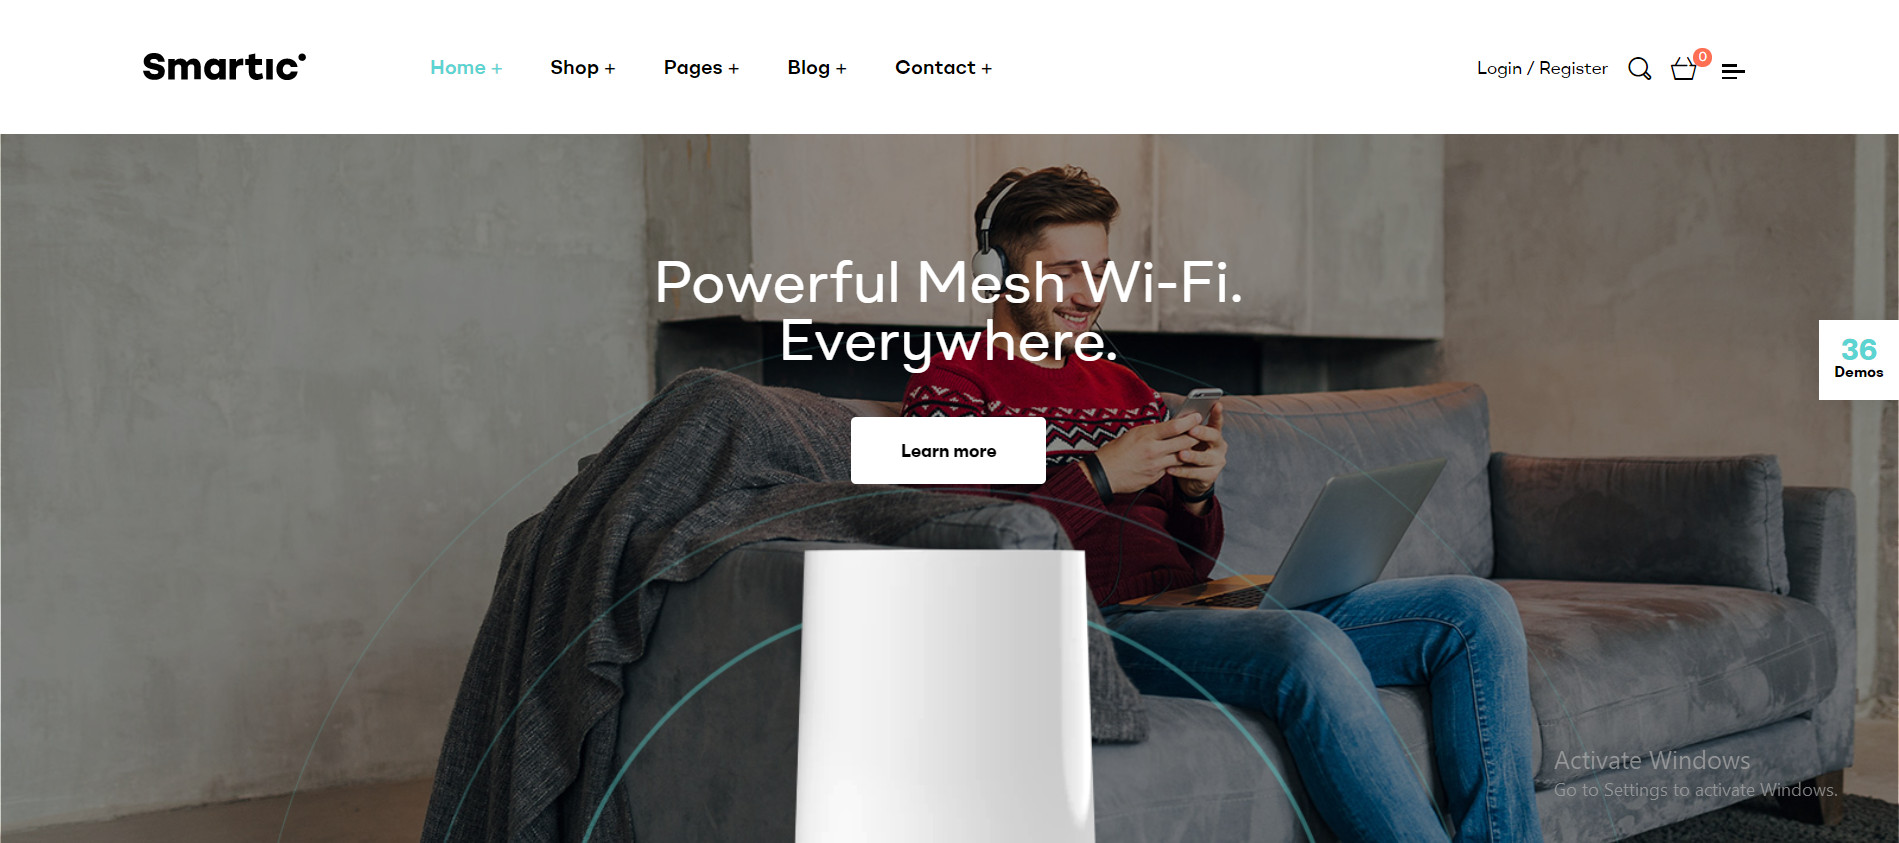 Smartic
Home + Shop + Pages + Blog + Contact +
Login / Register 0
Powerful Mesh Wi-Fi.
Everywhere.
Learn more
36
Demos
Activate Windows
Go to Settings to activate Windows.